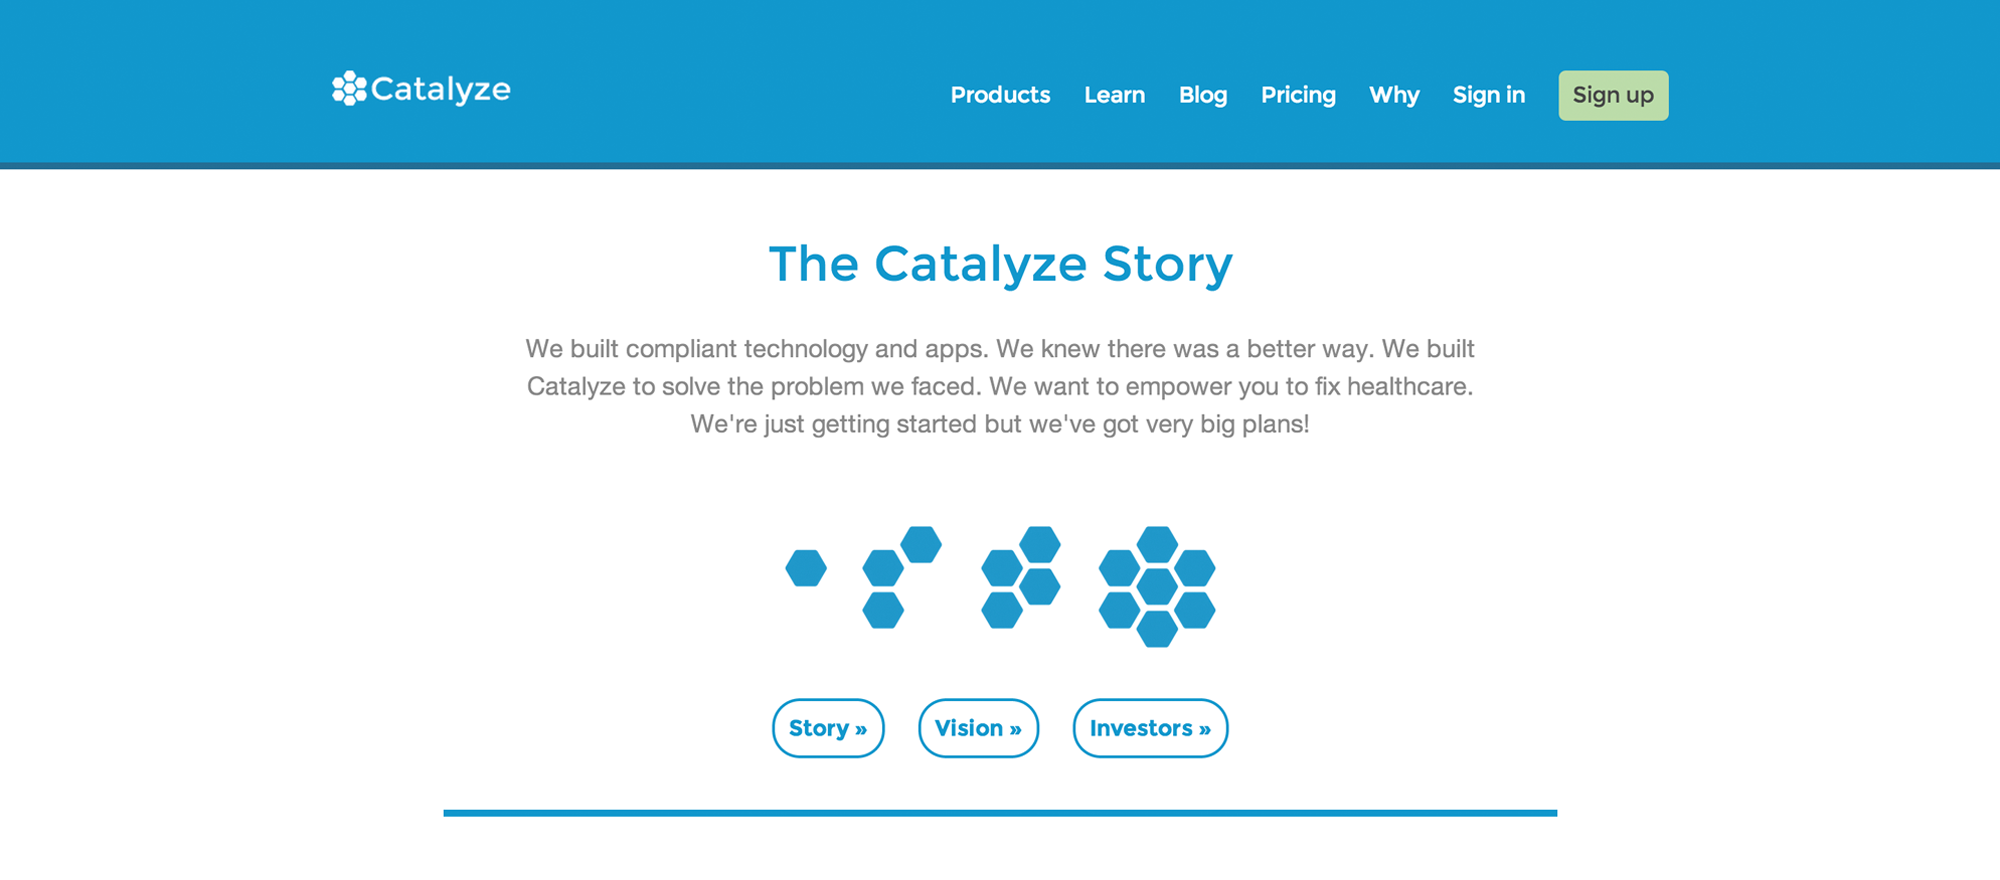 Catalyze
Products Learn Blog Pricing Why Sign in Sign up
The Catalyze Story
We built compliant technology and apps. We knew there was a better way. We built
Catalyze to solve the problem we faced. We want to empower you to fix healthcare.
We're just getting started but we've got very big plans!
Story » Vision » Investors »